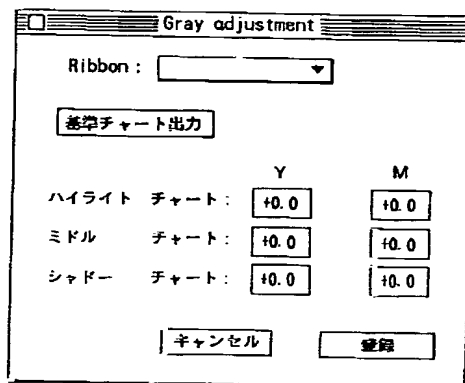 Gray adjustment
Ribbon :
基準チャート出力
Y M
ハイライト チャート : +0.0 +0.0
ミドル チャート : +0.0 +0.0
シャドー チャート : +0.0 +0.0
キャンセル 登録